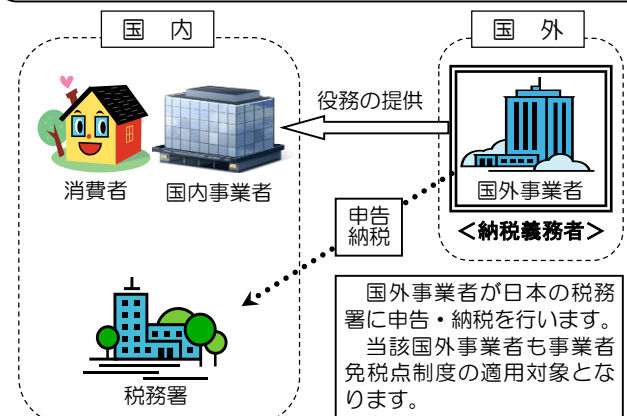 国 内
国 外
役務の提供
消費者
国内事業者
国外事業者
申告
納税
<納税義務者>
税務署
国外事業者が日本の税務
署に申告・納税を行います。
当該国外事業者も事業者
免税点制度の適用対象とな
ります。